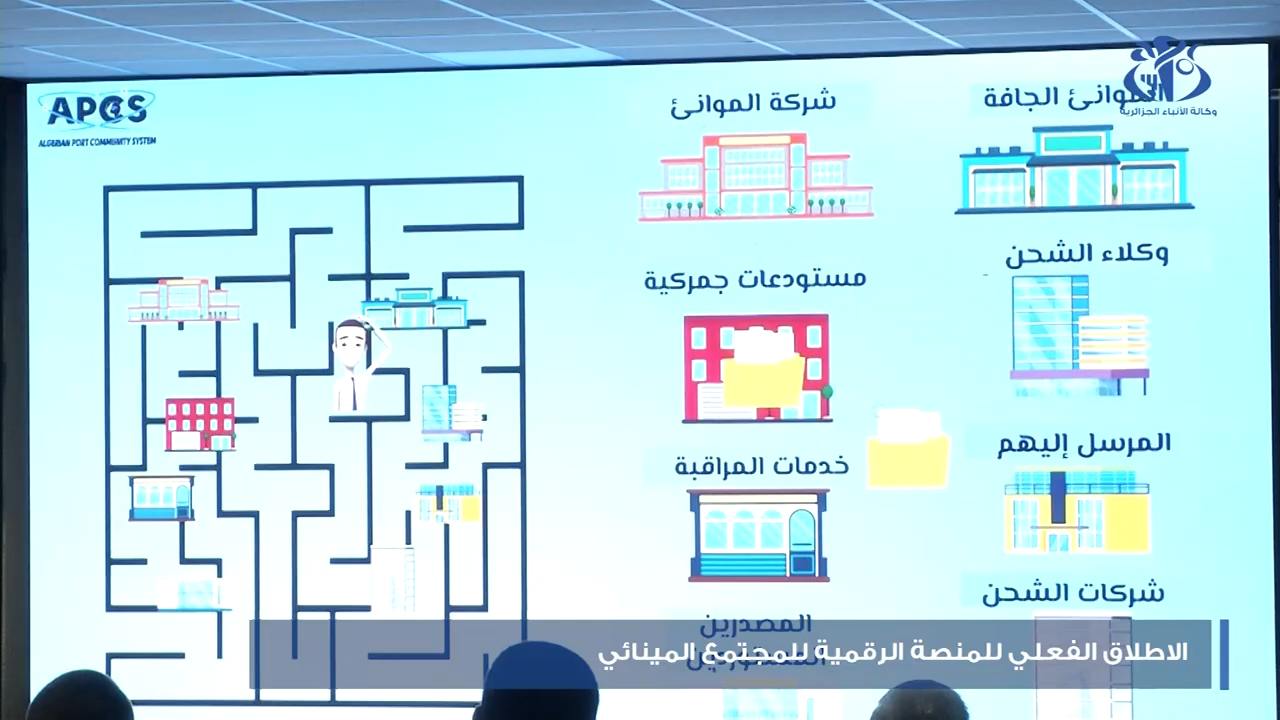 APCS
ALGERIAN PORT COMMUNITY SYSTEM
وكالة الأنباء الجزائرية
شركة الموانئ
الموانئ الجافة
مستودعات جمركية
وكلاء الشحن
خدمات المراقبة
المرسل إليهم
المصدرين
شركات الشحن
الاطلاق الفعلي للمنصة الرقمية للمجتمع المينائي